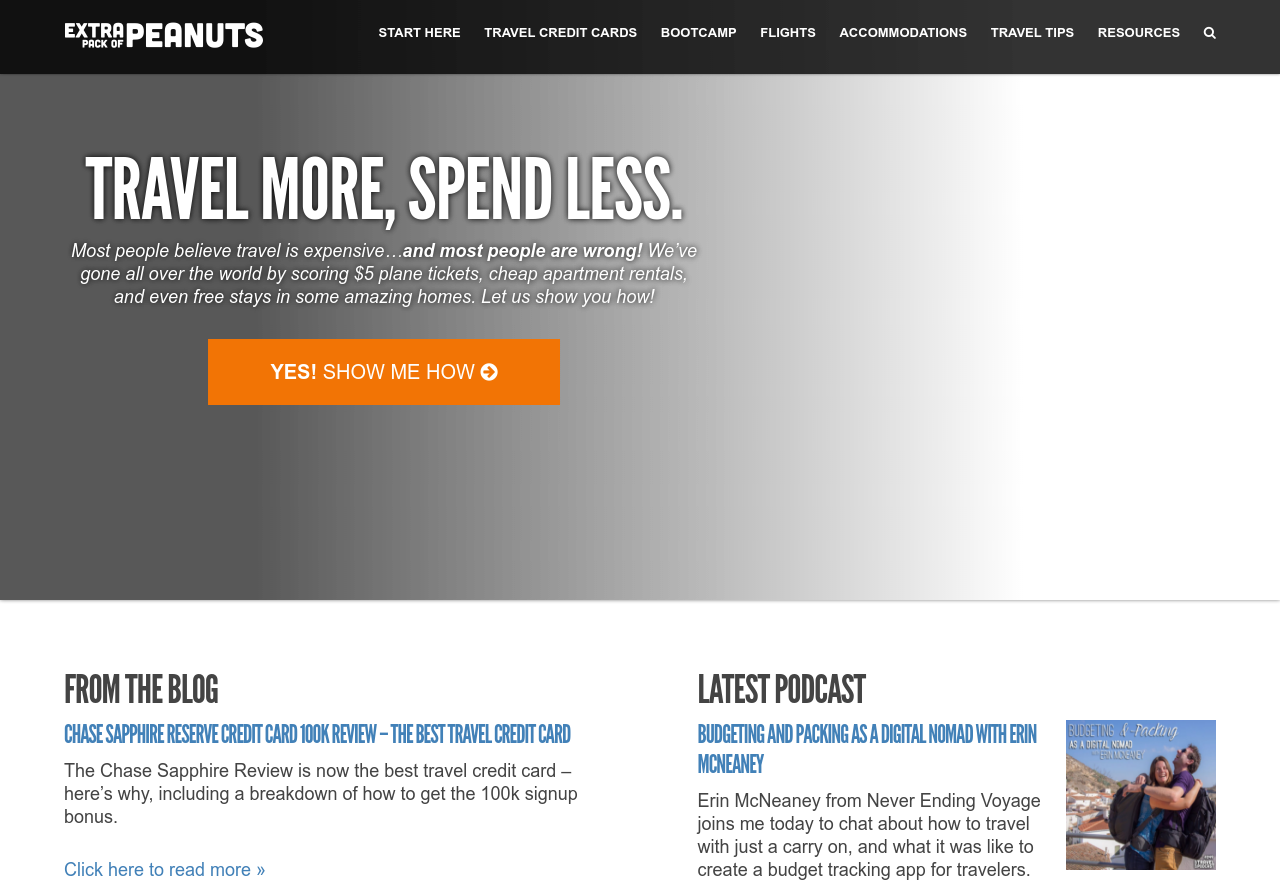 EXTRA PACK OF PEANUTS
START HERE TRAVEL CREDIT CARDS BOOTCAMP FLIGHTS ACCOMMODATIONS TRAVEL TIPS RESOURCES
TRAVEL MORE, SPEND LESS.
Most people believe travel is expensive…and most people are wrong! We’ve
gone all over the world by scoring $5 plane tickets, cheap apartment rentals,
and even free stays in some amazing homes. Let us show you how!
YES! SHOW ME HOW
FROM THE BLOG
CHASE SAPPHIRE RESERVE CREDIT CARD 100K REVIEW – THE BEST TRAVEL CREDIT CARD
The Chase Sapphire Review is now the best travel credit card –
here’s why, including a breakdown of how to get the 100k signup
bonus.
Click here to read more »
LATEST PODCAST
BUDGETING AND PACKING AS A DIGITAL NOMAD WITH ERIN
MCNEANEY
Erin McNeaney from Never Ending Voyage
joins me today to chat about how to travel
with just a carry on, and what it was like to
create a budget tracking app for travelers.
BUDGETING & Packing
AS A DIGITAL NOMAD
ERIN MCNEANEY